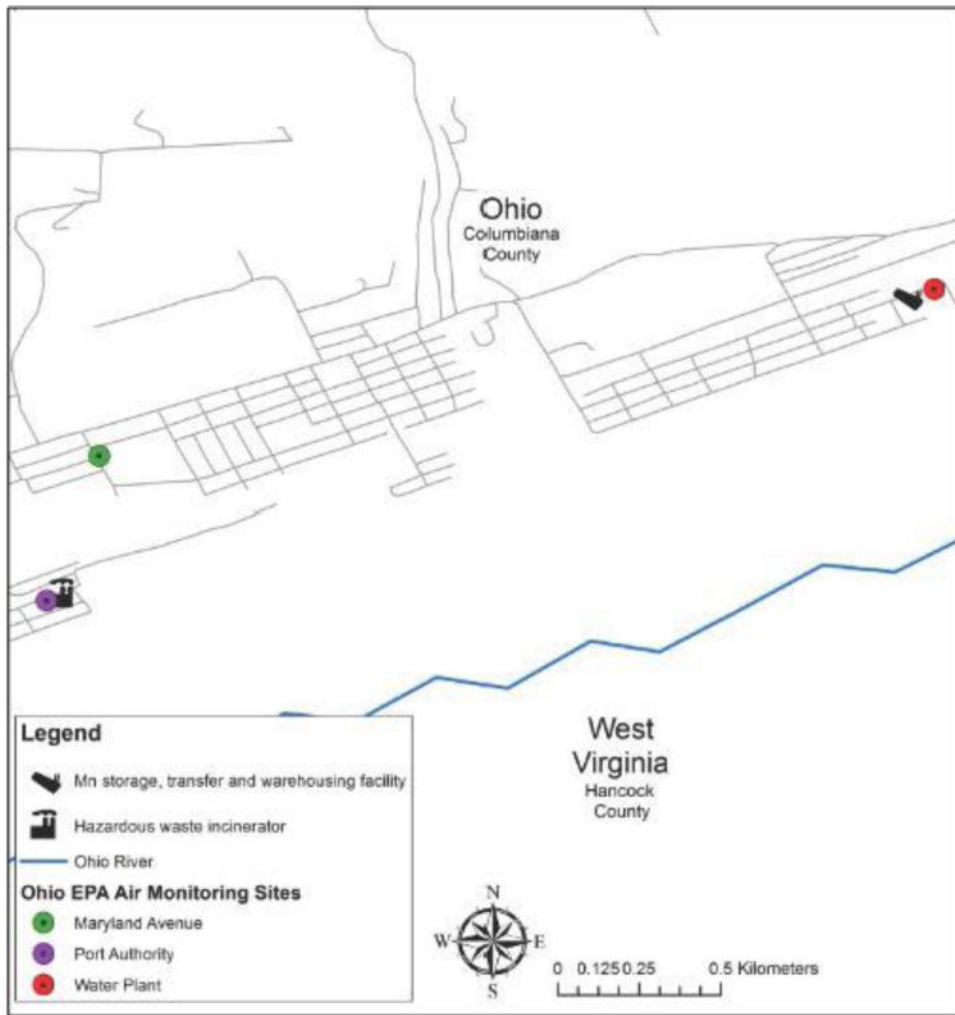 Ohio
Columbiana
County
West
Virginia
Hancock
County
Legend
Mn storage, transfer and warehousing facility
Hazardous waste incinerator
Ohio River
Ohio EPA Air Monitoring Sites
Maryland Avenue
Port Authority
Water Plant
N
W E
S
0 0.125 0.25 0.5 Kilometers